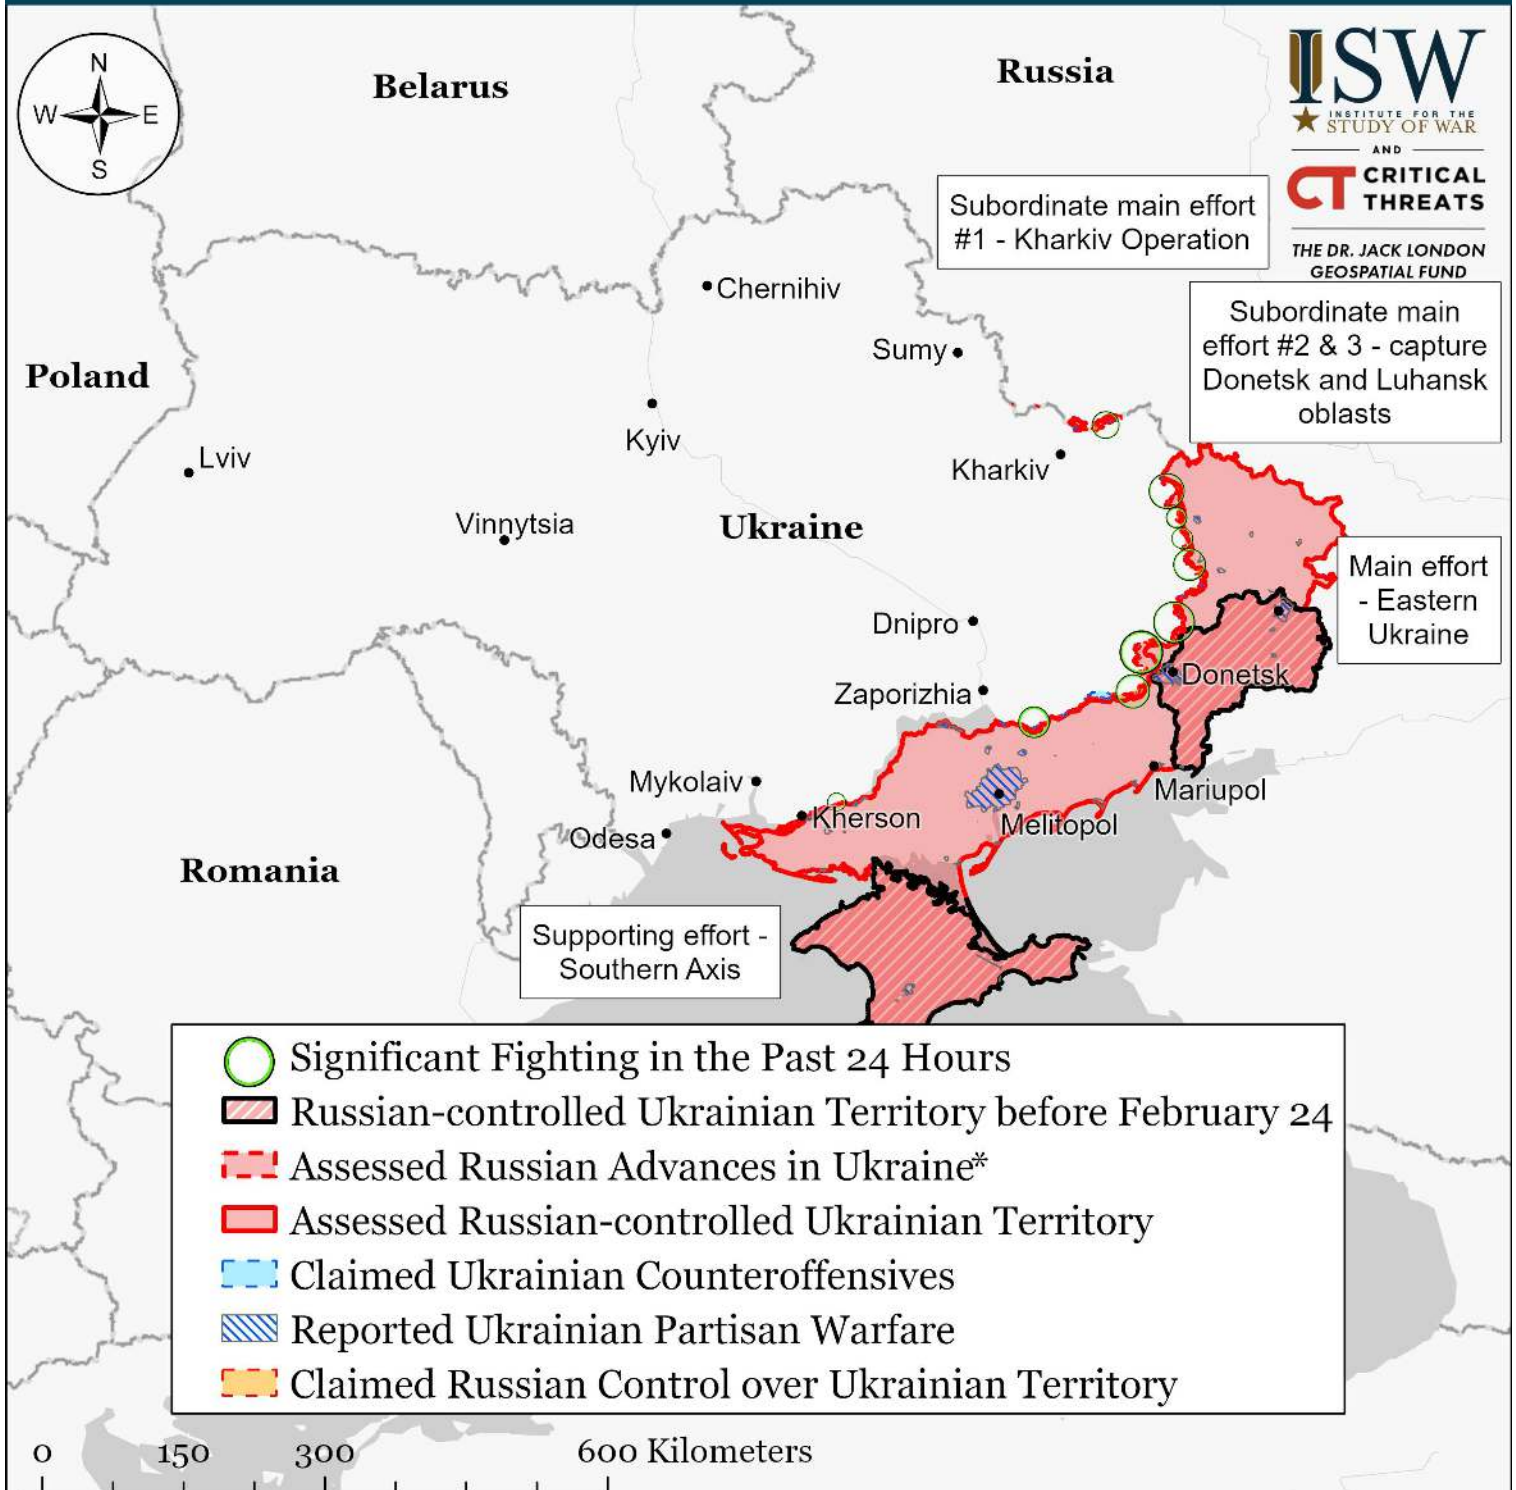 N
W E
S
Belarus
Russia
ISW
INSTITUTE FOR THE
STUDY OF WAR
AND
CT CRITICAL
THREATS
THE DR. JACK LONDON
GEOSPATIAL FUND
Subordinate main effort
#1 - Kharkiv Operation
Subordinate main
effort #2 & 3 - capture
Donetsk and Luhansk
oblasts
Chernihiv
Sumy
Poland
Kyiv
Lviv
Kharkiv
Vinnytsia
Ukraine
Main effort
- Eastern
Ukraine
Dnipro
Donetsk
Zaporizhia
Mykolaiv
Mariupol
Kherson
Melitopol
Odesa
Romania
Supporting effort -
Southern Axis
Significant Fighting in the Past 24 Hours
Russian-controlled Ukrainian Territory before February 24
Assessed Russian Advances in Ukraine*
Assessed Russian-controlled Ukrainian Territory
Claimed Ukrainian Counteroffensives
Reported Ukrainian Partisan Warfare
Claimed Russian Control over Ukrainian Territory
0 150 300 600 Kilometers